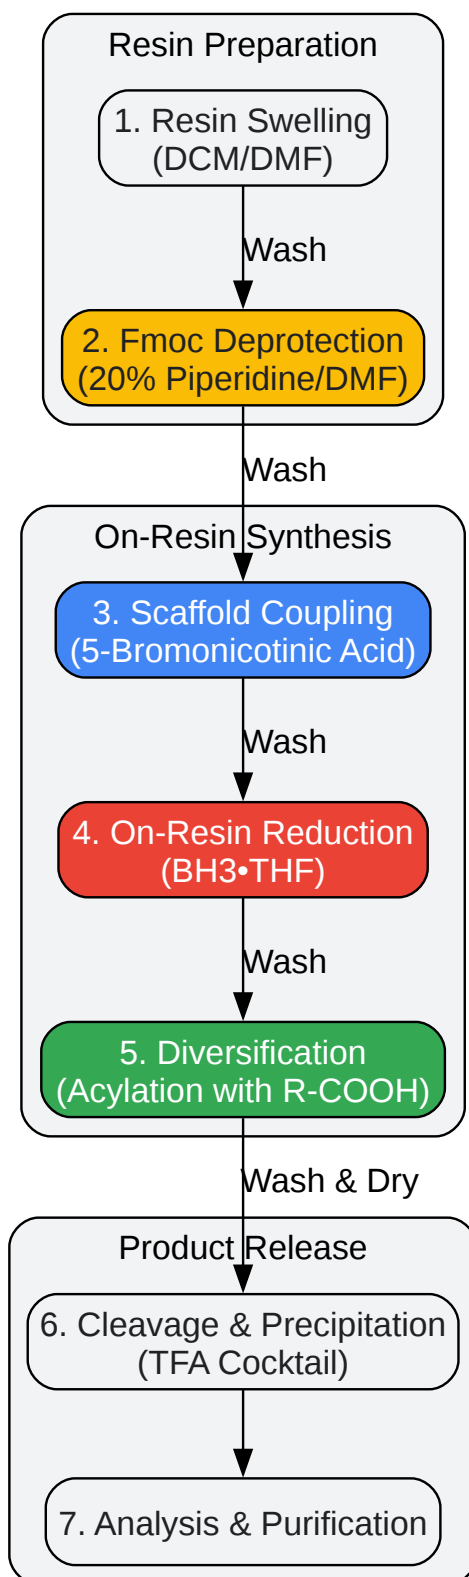 Resin Preparation
1. Resin Swelling
(DCM/DMF)
Wash
2. Fmoc Deprotection
(20% Piperidine/DMF)
Wash
On-Resin Synthesis
3. Scaffold Coupling
(5-Bromonicotinic Acid)
Wash
4. On-Resin Reduction
(BH3•THF)
Wash
5. Diversification
(Acylation with R-COOH)
Wash & Dry
Product Release
6. Cleavage & Precipitation
(TFA Cocktail)
7. Analysis & Purification